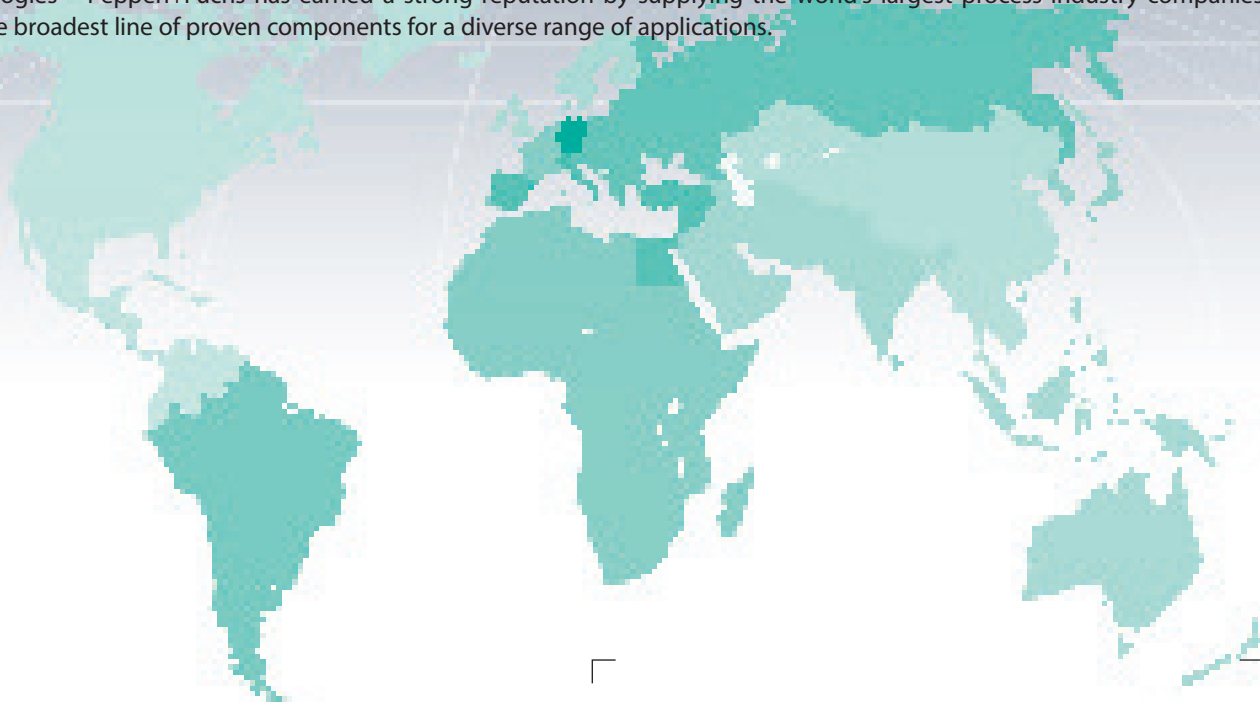 ologies – Pepperl+Fuchs has earned a strong reputation by supplying the world's largest process industry companies
e broadest line of proven components for a diverse range of applications.